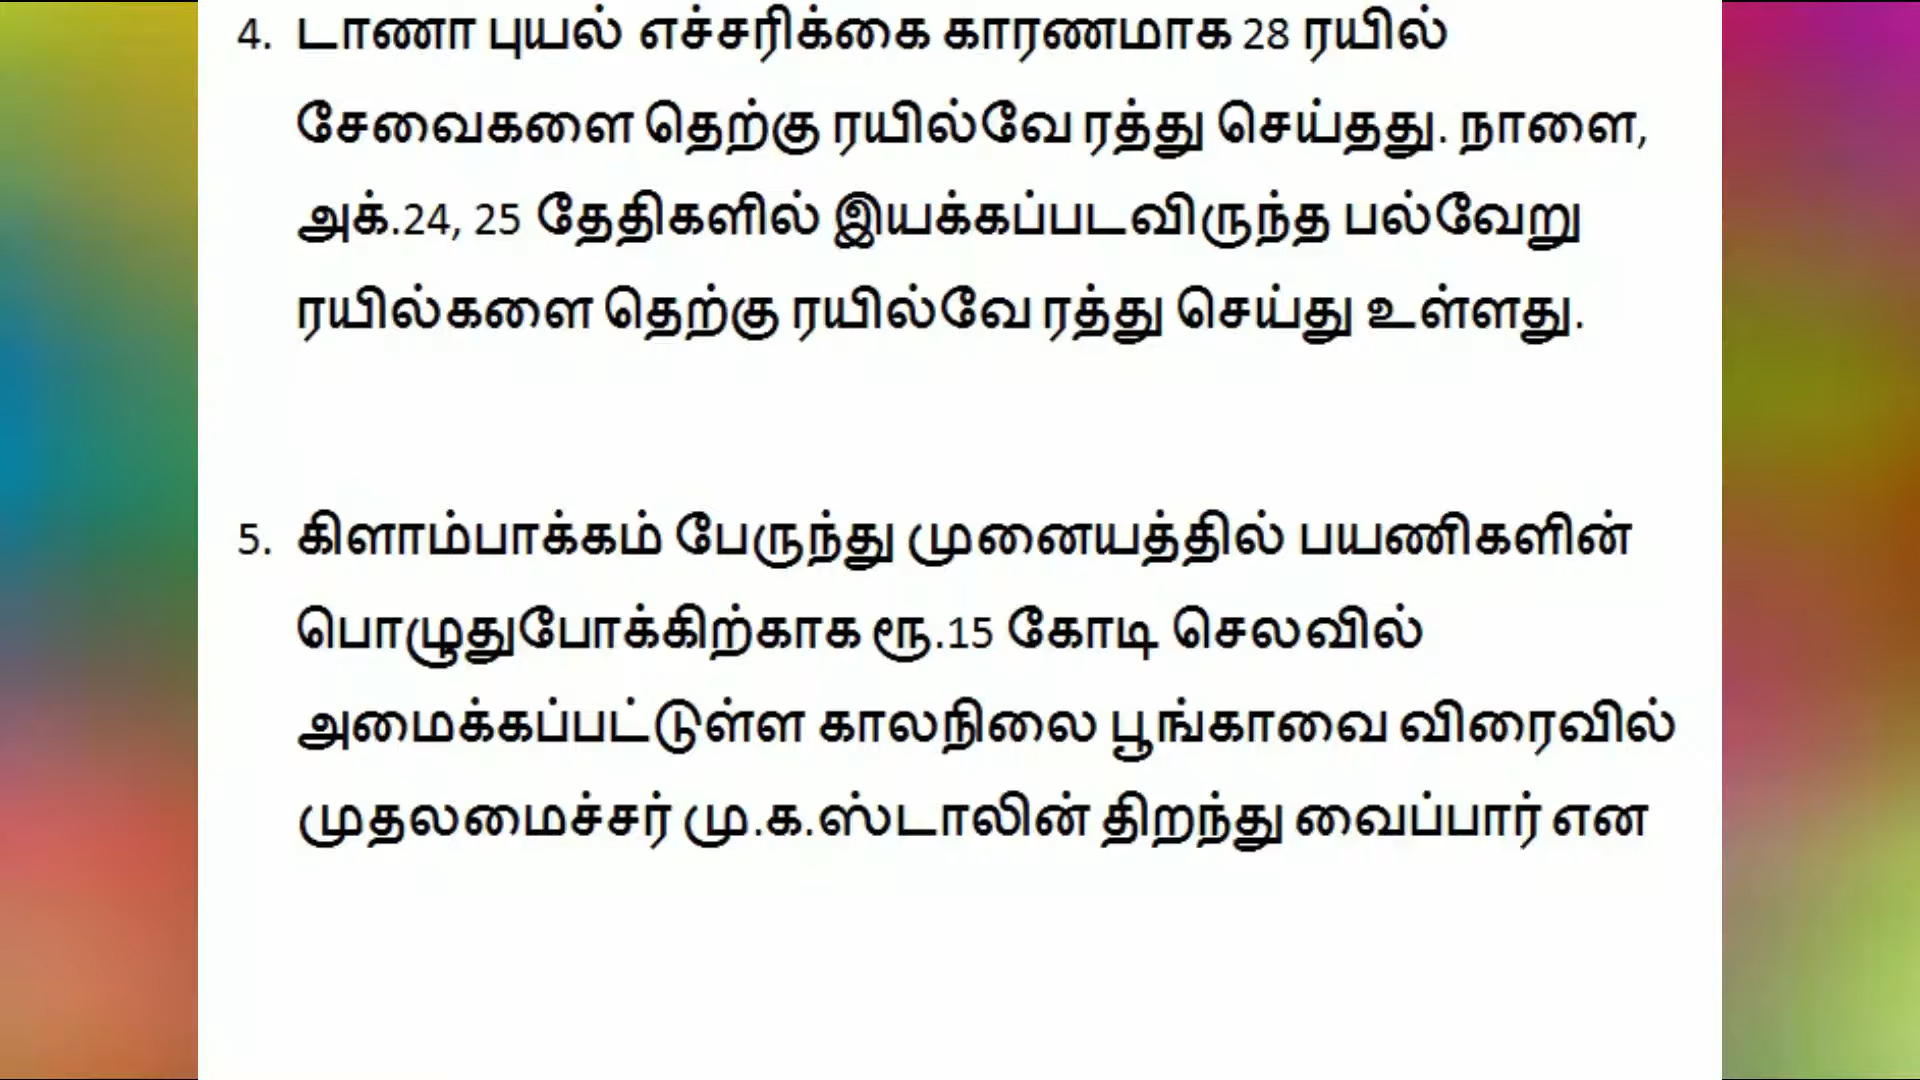 4. டாணா புயல் எச்சரிக்கை காரணமாக 28 ரயில்
சேவைகளை தெற்கு ரயில்வே ரத்து செய்தது. நாளை,
அக்.24, 25 தேதிகளில் இயக்கப்படவிருந்த பல்வேறு
ரயில்களை தெற்கு ரயில்வே ரத்து செய்து உள்ளது.
5. கிளாம்பாக்கம் பேருந்து முனையத்தில் பயணிகளின்
பொழுதுபோக்கிற்காக ரூ.15 கோடி செலவில்
அமைக்கப்பட்டுள்ள காலநிலை பூங்காவை விரைவில்
முதலமைச்சர் மு.க.ஸ்டாலின் திறந்து வைப்பார் என